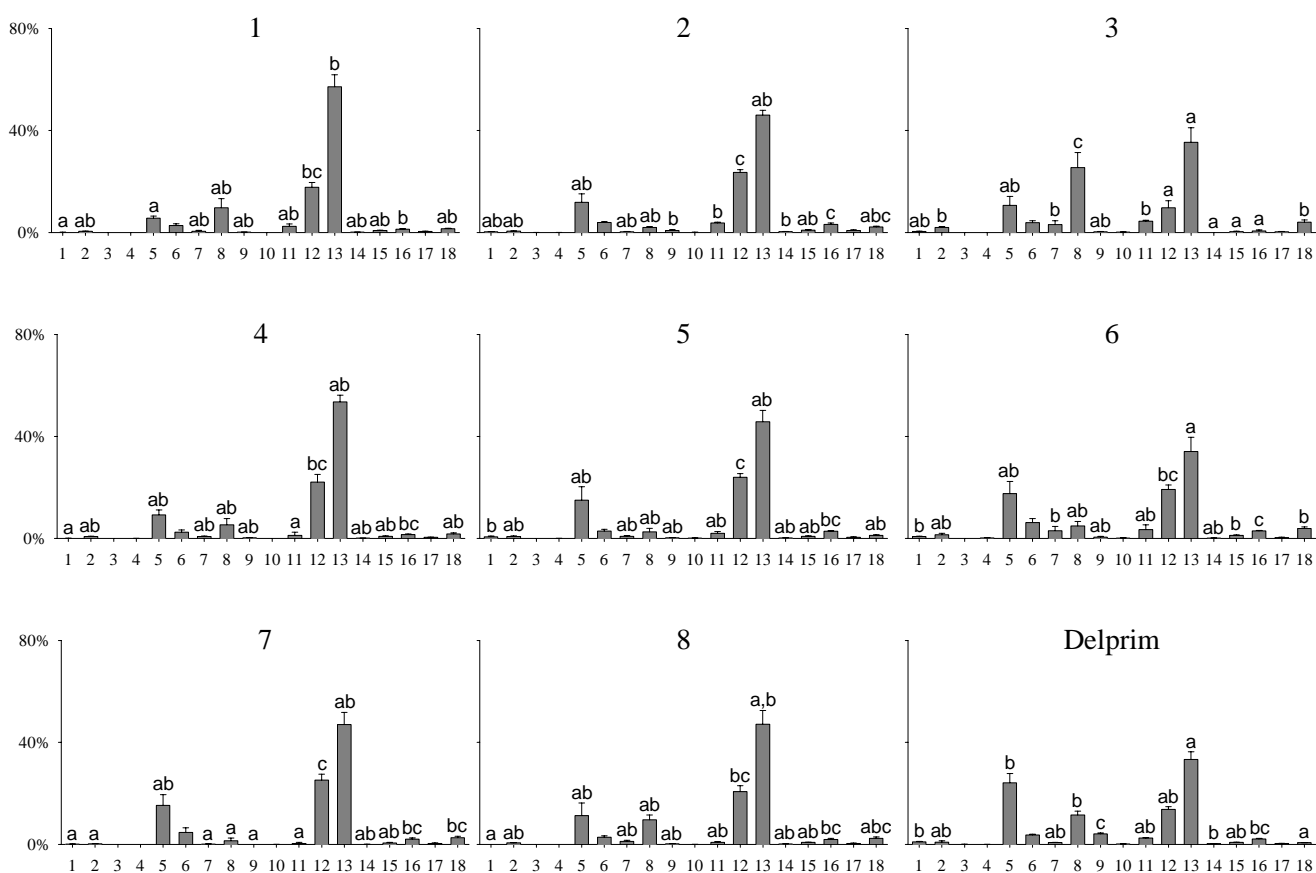 80% 1 2 3
b
ab
a
40%
c
bc c
a ab a
ab ab b a
a ab ab ab ab ab b ab ab ab ab ab b b ab c abc ab b b ab a a b
0%
1 2 3 4 5 6 7 8 9 10 11 12 13 14 15 16 17 18 1 2 3 4 5 6 7 8 9 10 11 12 13 14 15 16 17 18 1 2 3 4 5 6 7 8 9 10 11 12 13 14 15 16 17 18
80% 4 5 6
ab
ab
a
40%
bc c bc
ab ab ab ab
a ab ab ab a ab ab bc ab b ab ab ab ab ab ab ab bc ab b ab b ab ab ab ab b c b
0%
1 2 3 4 5 6 7 8 9 10 11 12 13 14 15 16 17 18 1 2 3 4 5 6 7 8 9 10 11 12 13 14 15 16 17 18 1 2 3 4 5 6 7 8 9 10 11 12 13 14 15 16 17 18
80% 7 8 Delprim
ab a,b
a
40%
c bc b
ab ab ab b ab
a a a a a a ab ab bc bc a ab ab ab ab ab ab bc abc b ab ab c ab b ab bc a
0%
1 2 3 4 5 6 7 8 9 10 11 12 13 14 15 16 17 18 1 2 3 4 5 6 7 8 9 10 11 12 13 14 15 16 17 18 1 2 3 4 5 6 7 8 9 10 11 12 13 14 15 16 17 18